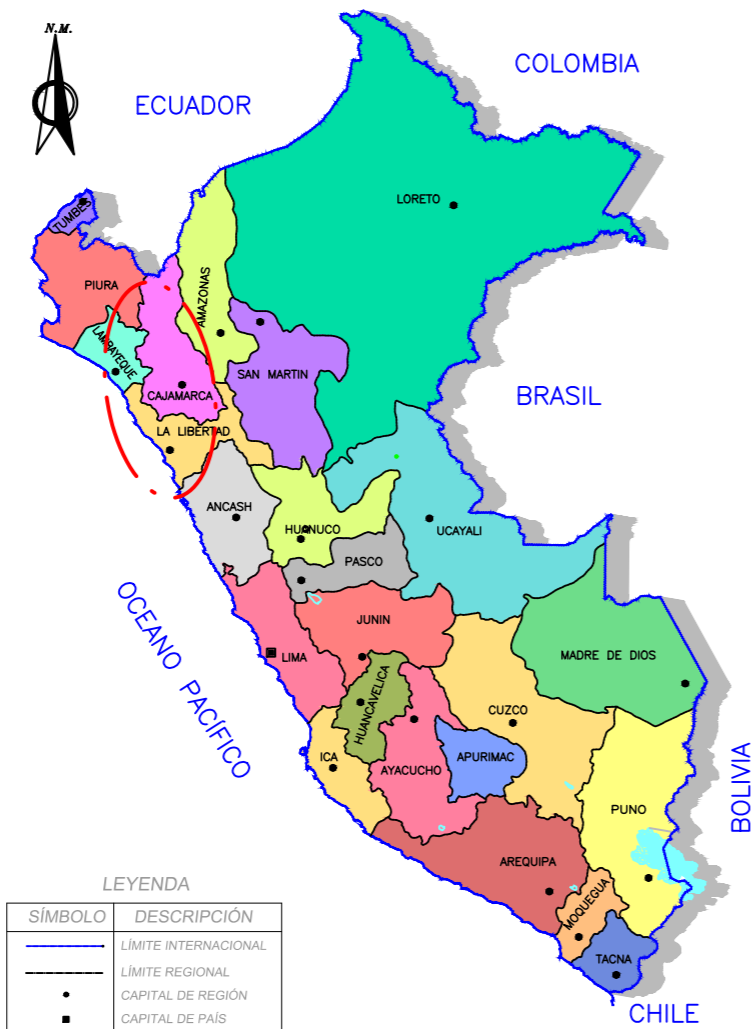 N.M.
COLOMBIA
ECUADOR
LORETO
TUMBES
PIURA
AMAZONAS
LAMBAYEQUE
CAJAMARCA
SAN MARTIN
BRASIL
LA LIBERTAD
ANCASH
HUANUCO
UCAYALI
PASCO
OCEANO PACÍFICO
JUNIN
LIMA
MADRE DE DIOS
HUANCAVELICA
CUZCO
ICA
AYACUCHO
APURIMAC
BOLIVIA
PUNO
AREQUIPA
MOQUEGUA
TACNA
CHILE
LEYENDA
SÍMBOLO DESCRIPCIÓN
LÍMITE INTERNACIONAL
LÍMITE REGIONAL
CAPITAL DE REGIÓN
CAPITAL DE PAÍS